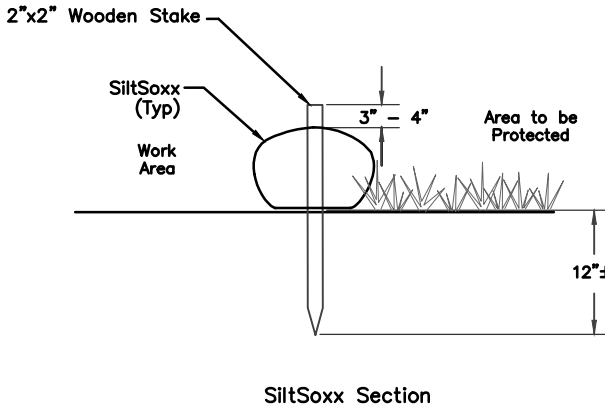 2"x2" Wooden Stake
SiltSoxx
(Typ)
3" - 4"
Area to be
Protected
Work
Area
12"±
SiltSoxx Section